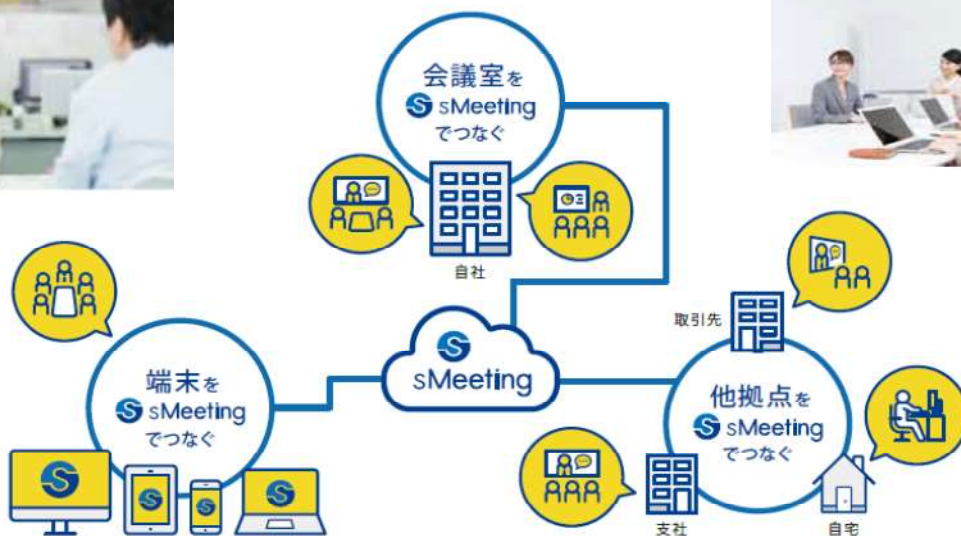 会議室を
sMeeting
でつなぐ
自社
取引先
sMeeting
端末を
sMeeting
でつなぐ
他拠点を
sMeeting
でつなぐ
支社
自宅